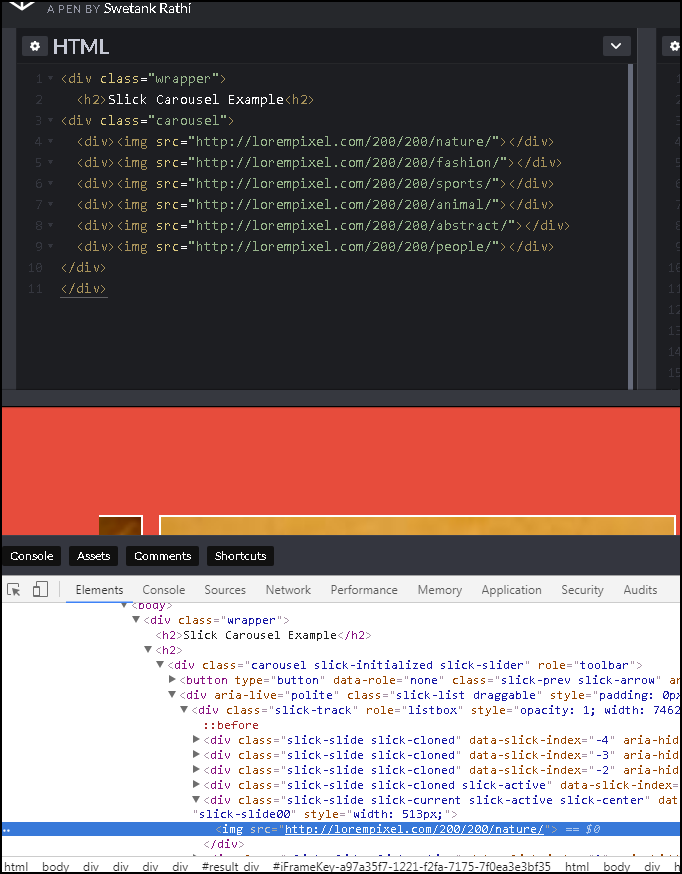 A PEN BY Swetank Rathi
HTML
1 <div class="wrapper">
2 <h2>Slick Carousel Example<h2>
3 <div class="carousel">
4 <div><img src="http://lorempixel.com/200/200/nature/"></div>
5 <div><img src="http://lorempixel.com/200/200/fashion/"></div>
6 <div><img src="http://lorempixel.com/200/200/sports/"></div>
7 <div><img src="http://lorempixel.com/200/200/animal/"></div>
8 <div><img src="http://lorempixel.com/200/200/abstract/"></div>
9 <div><img src="http://lorempixel.com/200/200/people/"></div>
10 </div>
11 </div>
10
11
12
13
14
15
Console Assets Comments Shortcuts
Elements Console Sources Network Performance Memory Application Security Audits
<body>
<div class="wrapper">
<h2>Slick Carousel Example</h2>
<h2>
<div class="carousel slick-initialized slick-slider" role="toolbar">
<button type="button" data-role="none" class="slick-prev slick-arrow" ar
<div aria-live="polite" class="slick-list draggable" style="padding: 0px
<div class="slick-track" role="listbox" style="opacity: 1; width: 7462
::before
<div class="slick-slide slick-cloned" data-slick-index="-4" aria-hid
<div class="slick-slide slick-cloned" data-slick-index="-3" aria-hid
<div class="slick-slide slick-cloned" data-slick-index="-2" aria-hid
<div class="slick-slide slick-cloned slick-active" data-slick-index=
<div class="slick-slide slick-current slick-active slick-center" dat
"slick-slide00" style="width: 513px;">
<img src="http://lorempixel.com/200/200/nature/"> == $0
</div>
html body div div div div #result div #iFrameKey-a97a35f7-1221-f2fa-7175-7f0ea3e3bf35 html body div h